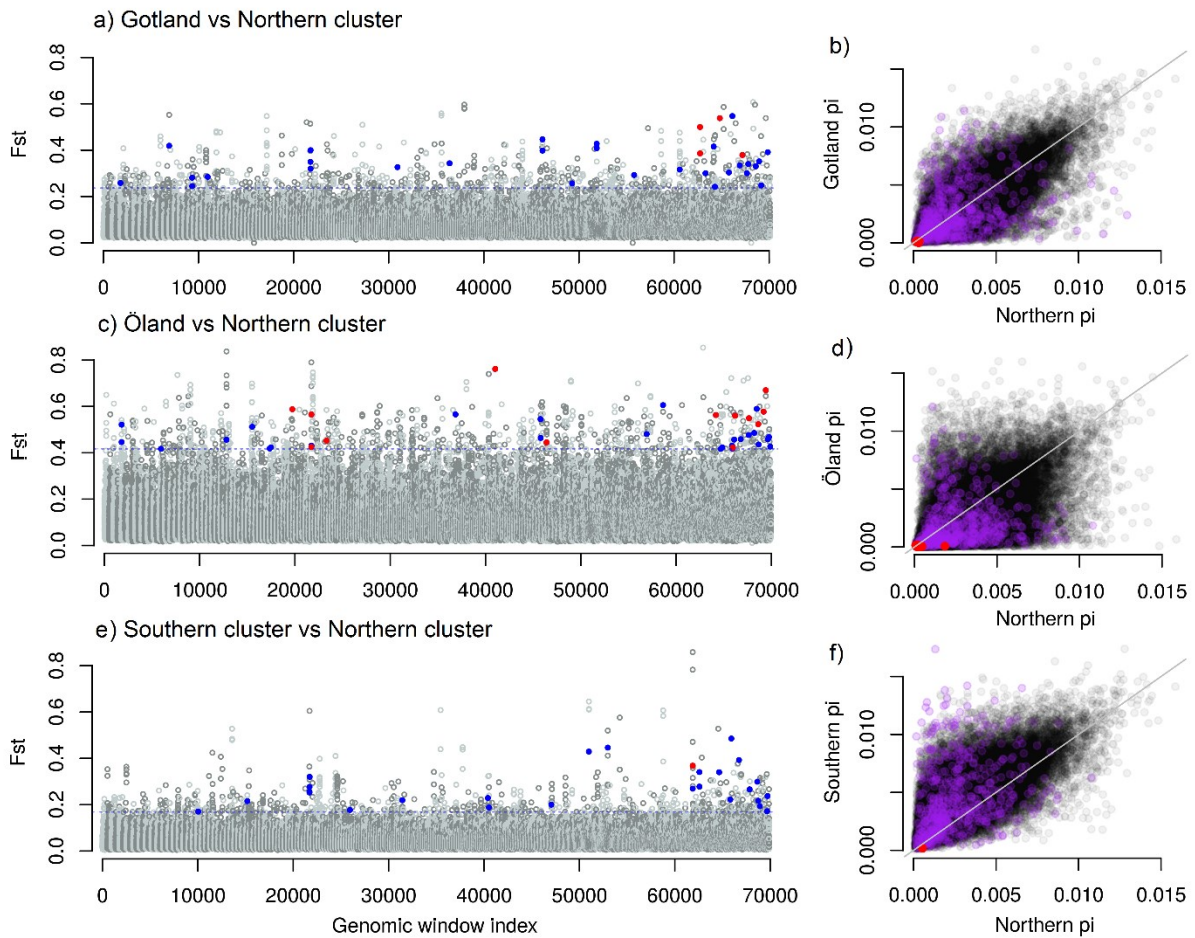 a) Gotland vs Northern cluster
Fst
0.0 0.2 0.4 0.6 0.8
0 10000 20000 30000 40000 50000 60000 70000
b)
Gotland pi
0.000 0.010
0.000 0.005 0.010 0.015
Northern pi
c) Öland vs Northern cluster
Fst
0.0 0.2 0.4 0.6 0.8
0 10000 20000 30000 40000 50000 60000 70000
d)
Öland pi
0.000 0.010
0.000 0.005 0.010 0.015
Northern pi
e) Southern cluster vs Northern cluster
Fst
0.0 0.2 0.4 0.6 0.8
0 10000 20000 30000 40000 50000 60000 70000
Genomic window index
f)
Southern pi
0.000 0.010
0.000 0.005 0.010 0.015
Northern pi